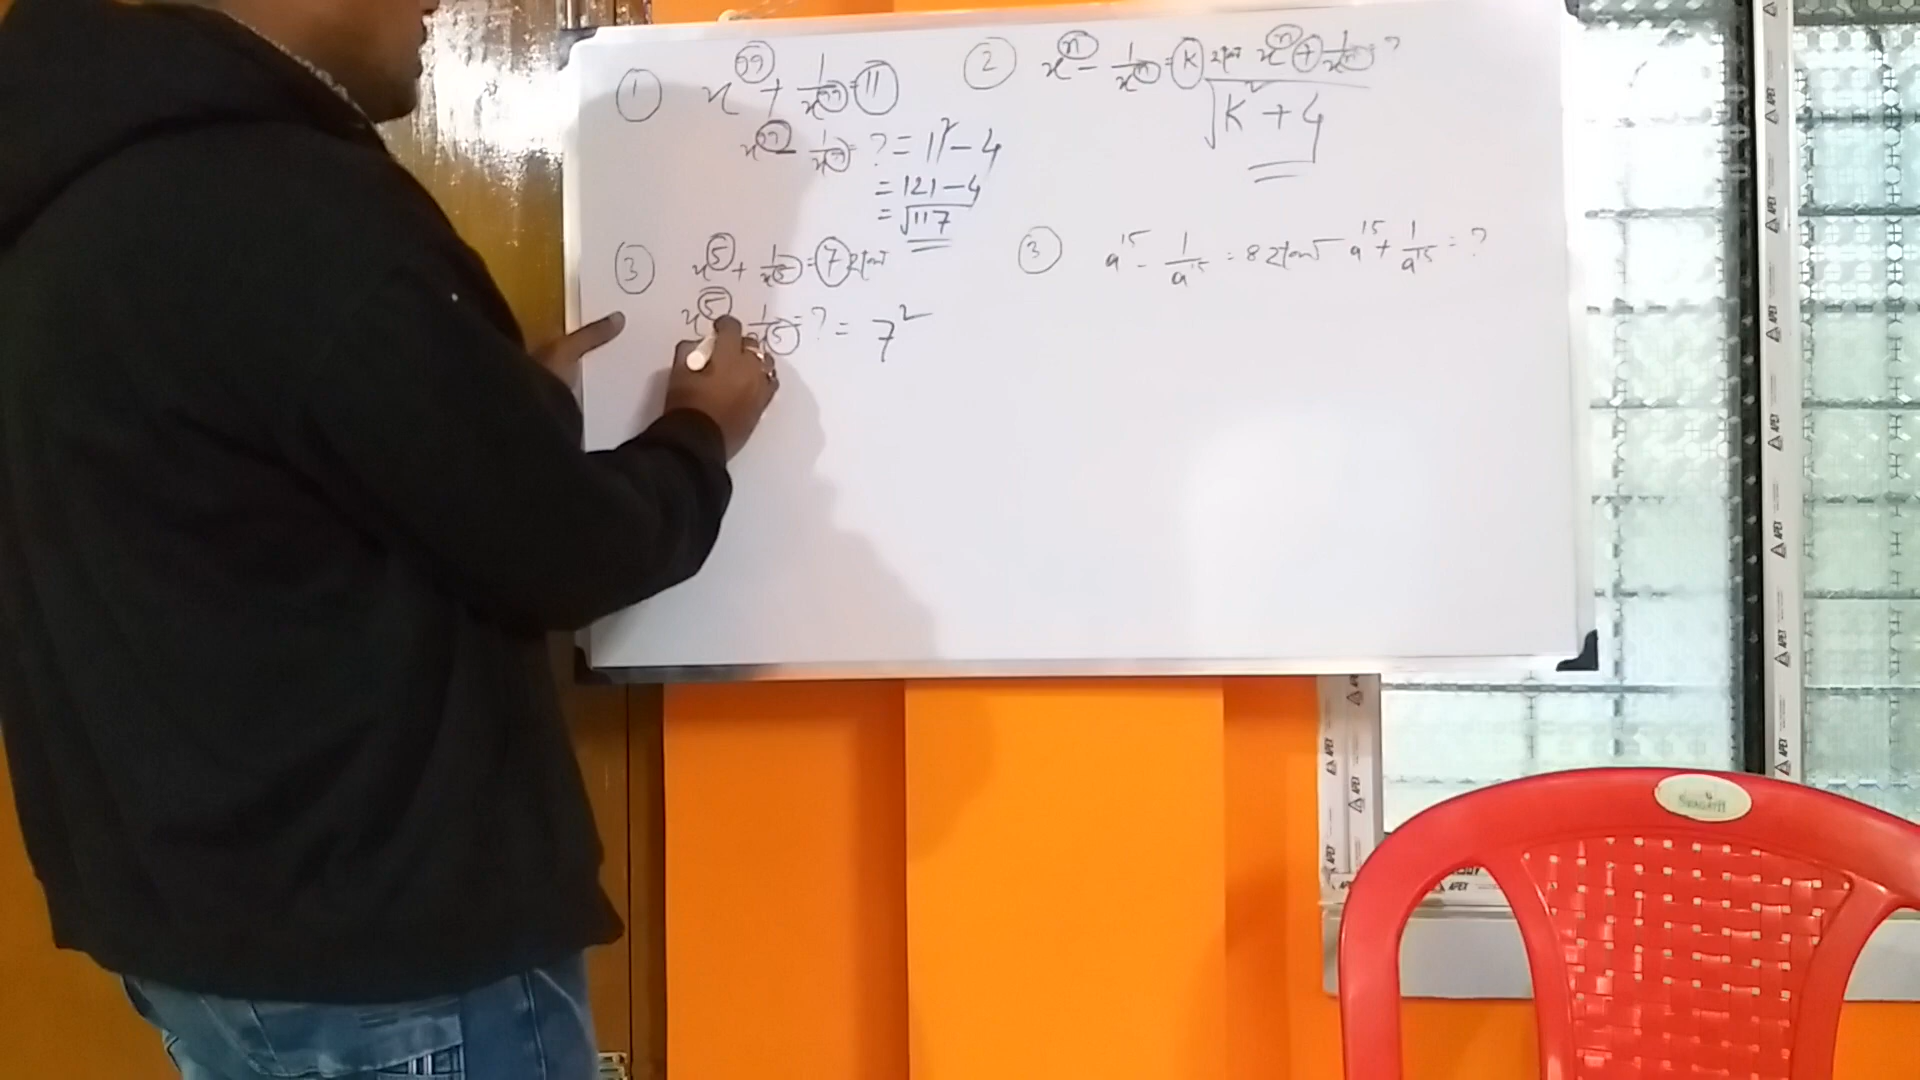 ① x⁹⁹ + 1/x⁹⁹ = 11
x⁹⁹ - 1/x⁹⁹ = ? = 11² - 4
= 121 - 4
= √117
② xⁿ - 1/xⁿ = K হলে xⁿ + 1/xⁿ = ?
√K² + 4
③ x⁵ + 1/x⁵ = 7 হলে
x⁵ 1/x⁵ = ? = 7²
③ a¹⁵ - 1/a¹⁵ = 8 হলে a¹⁵ + 1/a¹⁵ = ?
APEX